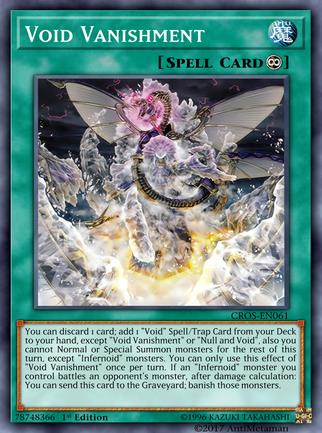 Void Vanishment
[Spell Card]
CROS-EN061
You can discard 1 card; add 1 "Void" Spell/Trap Card from your Deck
to your hand, except "Void Vanishment" or "Null and Void", also you
cannot Normal or Special Summon monsters for the rest of this
turn, except "Infernoid" monsters. You can only use this effect of
"Void Vanishment" once per turn. If an "Infernoid" monster you
control battles an opponent's monster, after damage calculation:
You can send this card to the Graveyard; banish those monsters.
78748366 1st Edition ©1996 KAZUKI TAKAHASHI
©2017 AntiMetaman